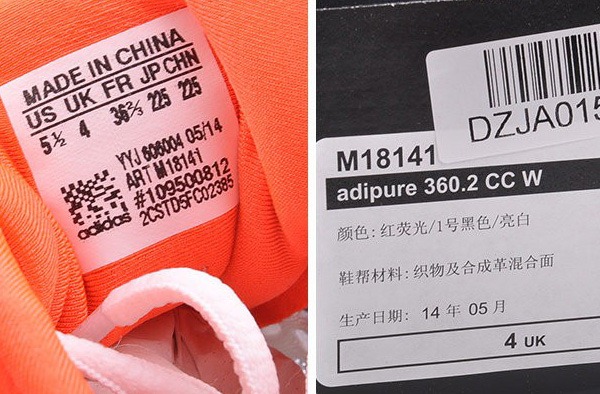 MADE IN CHINA
US UK FR JP CHN
5½ 4 36⅔ 225 225
YYJ 606004 05/14
ART M18141
#109500812
2CSTD5FC02385
adidas
DZJA015
M18141
adipure 360.2 CC W
颜色:红荧光/1号黑色/亮白
鞋帮材料:织物及合成革混合面
生产日期: 14 年 05 月
4 UK